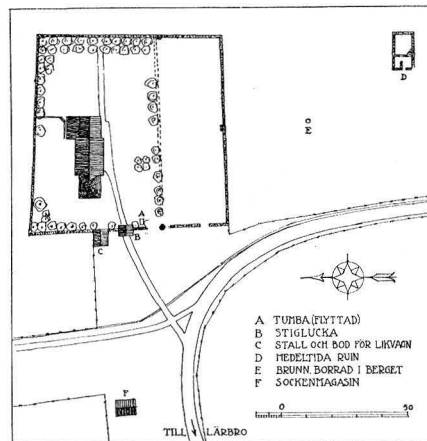 D
E
A
B
C
A TUMBA (FLYTTAD)
B STIGLUCKA
C STALL OCH BOD FÖR LIKVAGN
D MEDELTIDA RUIN
E BRUNN, BORRAD I BERGET
F SOCKENMAGASIN
F
0 50
TILL LÄRBRO